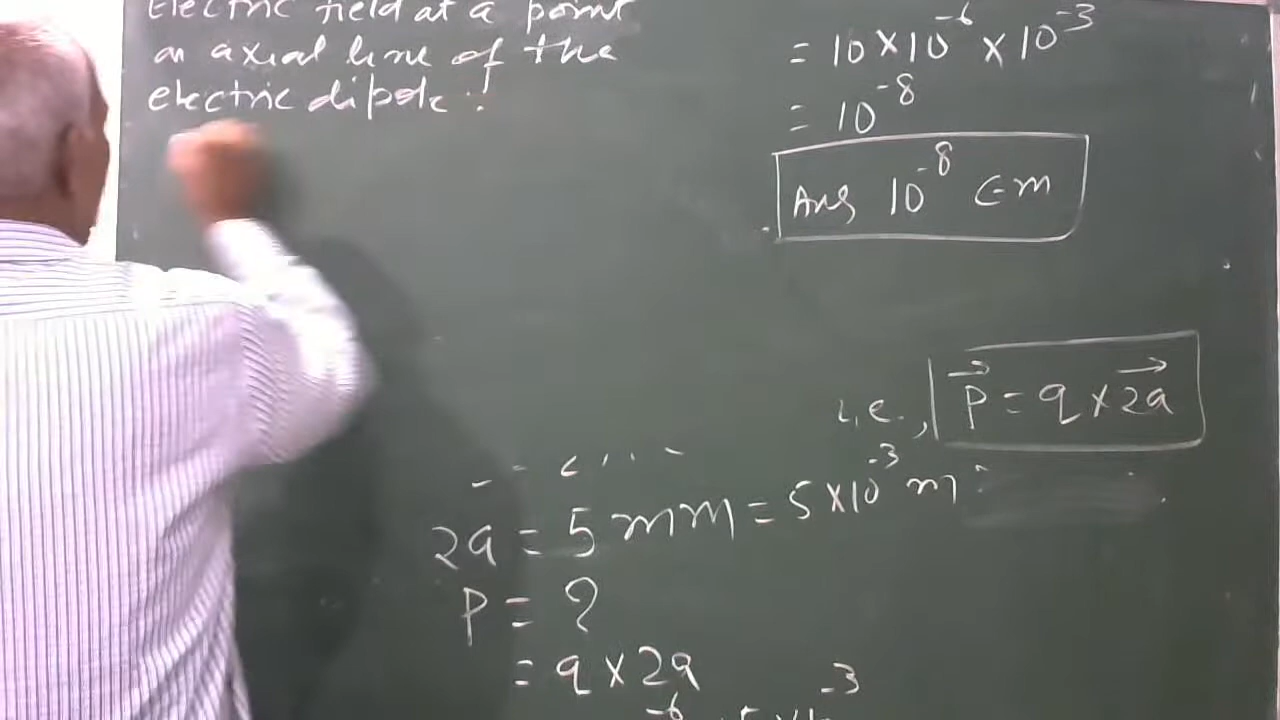 Electric field at a point
on axial line of the
electric dipole :
= 10 × 10⁻⁶ × 10⁻³
= 10⁻⁸
Ans 10⁻⁸ C-m
i.e., P⃗ = q × 2a⃗
2a = 5 mm = 5 × 10⁻³ m
P = ?
= q × 2a